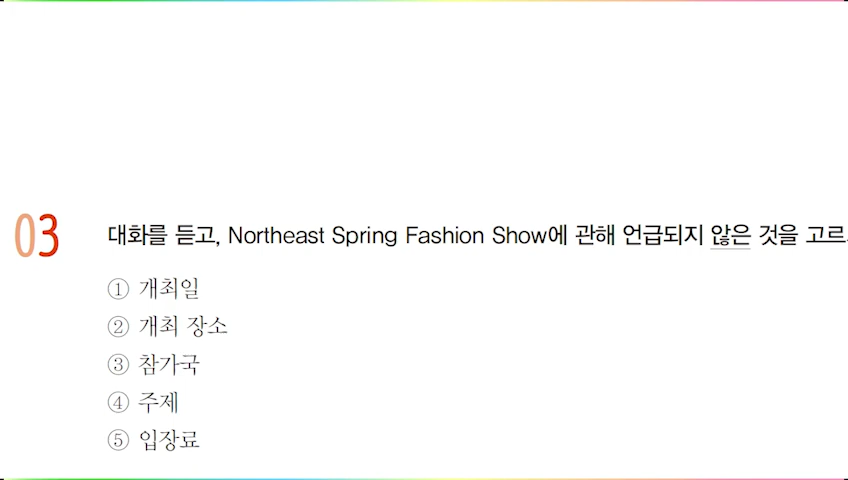 03
대화를 듣고, Northeast Spring Fashion Show에 관해 언급되지 않은 것을 고르
① 개최일
② 개최 장소
③ 참가국
④ 주제
⑤ 입장료